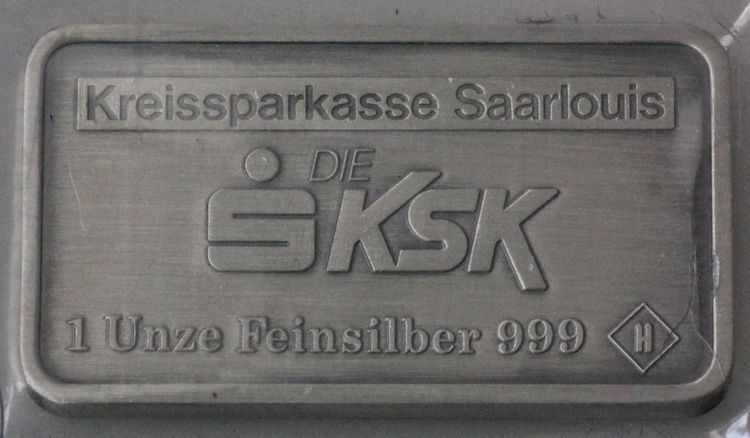 Kreissparkasse Saarlouis
DIE
KSK
1 Unze Feinsilber 999 H